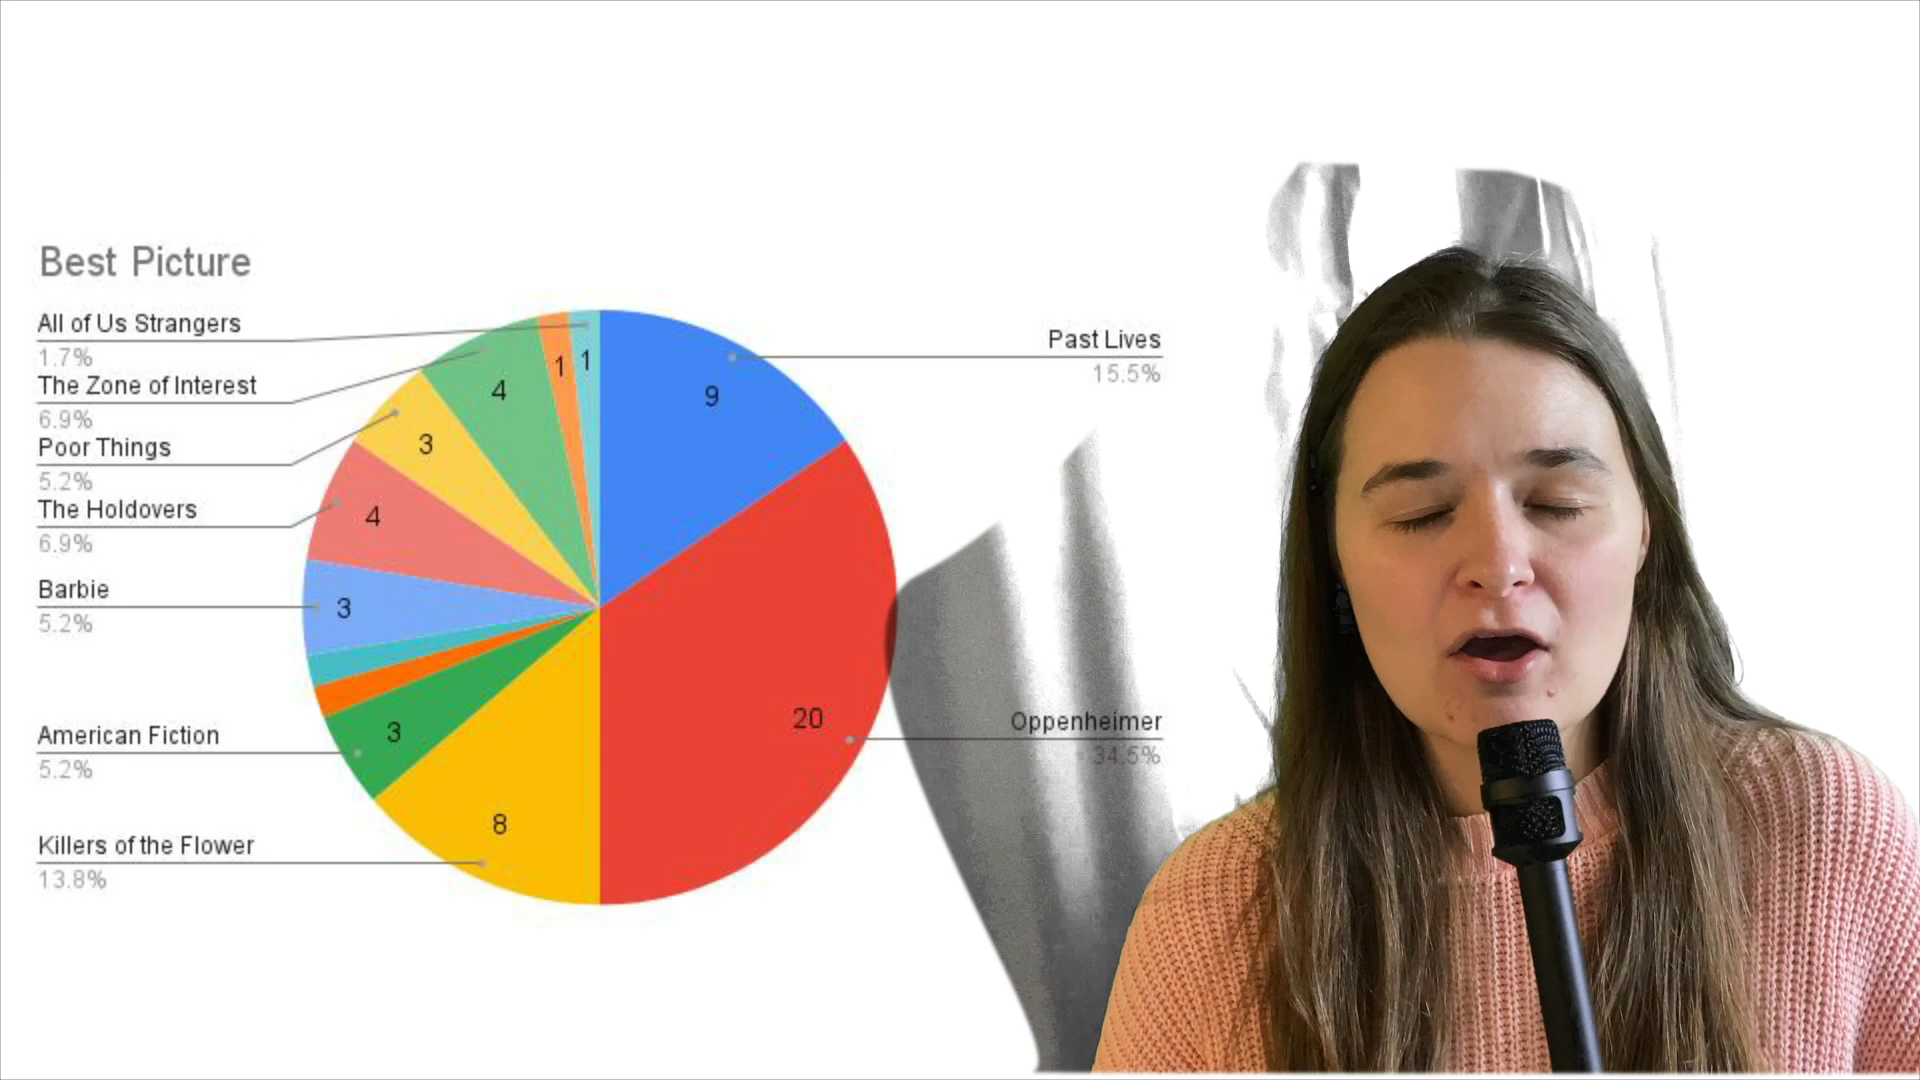 Best Picture
All of Us Strangers
1.7%
The Zone of Interest
6.9%
Poor Things
5.2%
The Holdovers
6.9%
Barbie
5.2%
American Fiction
5.2%
Killers of the Flower
13.8%
1
1
4
3
4
3
3
8
9
20
Past Lives
15.5%
Oppenheimer
34.5%